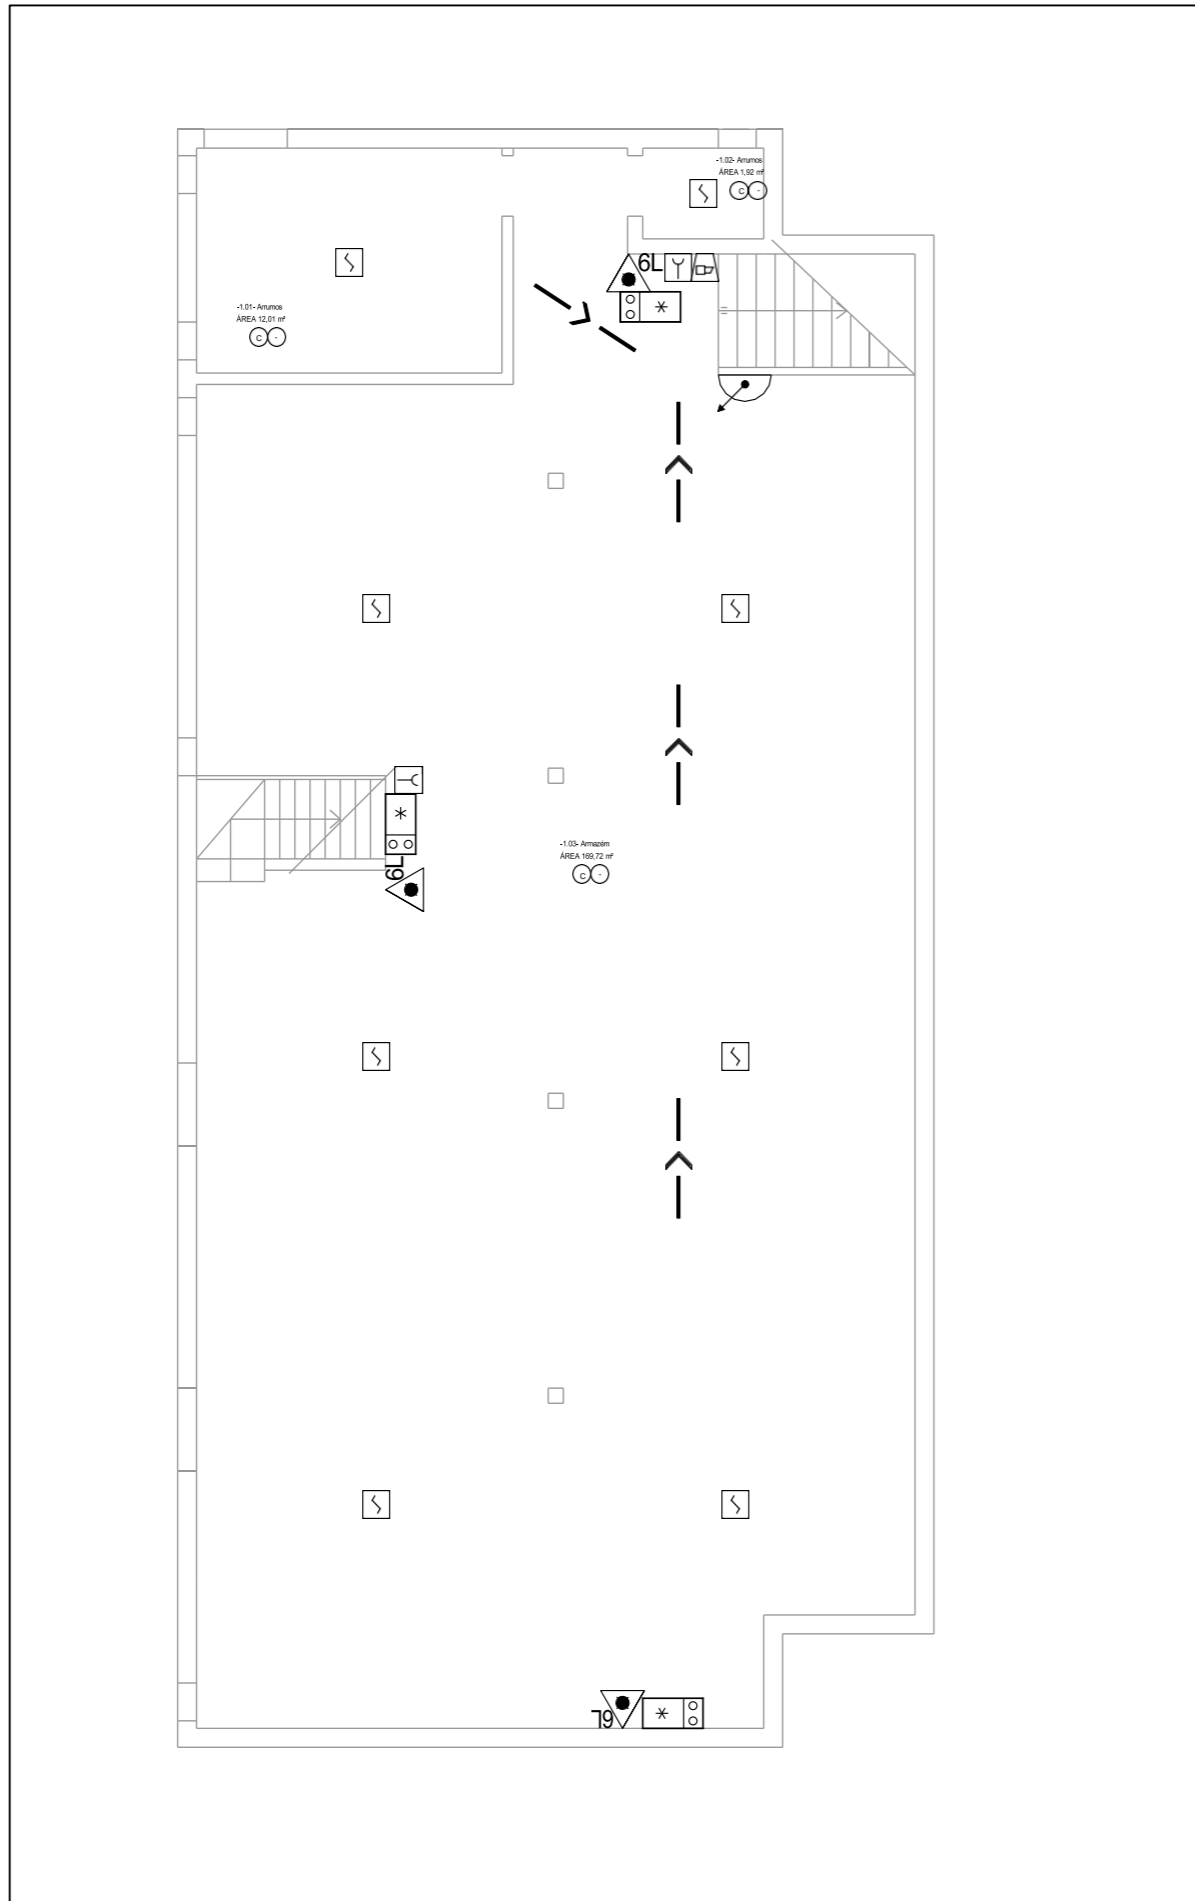 -1.02- Arrumos
ÁREA 1,92 m²
C -
6L
-1.01- Arrumos
ÁREA 12,01 m²
C -
-1.03- Armazém
ÁREA 169,72 m²
C -
6L
6L